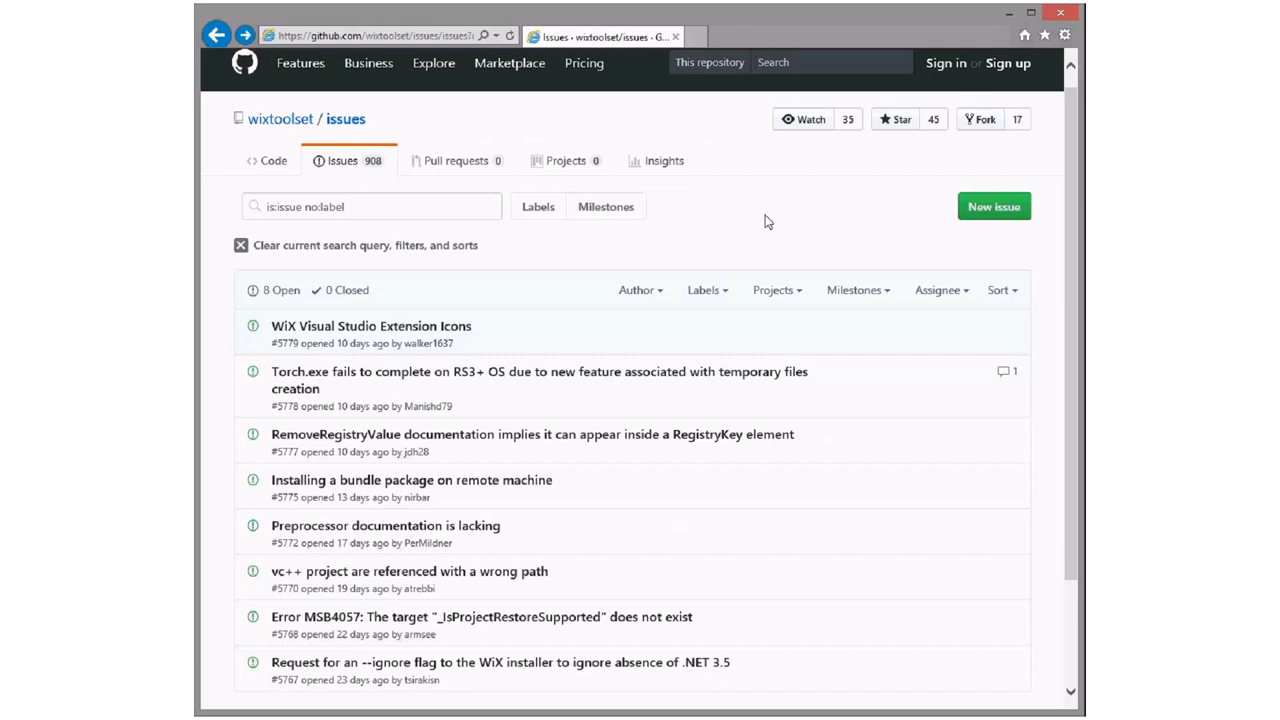 https://github.com/wixtoolset/issues/issues?
Issues · wixtoolset/issues · G...
Features Business Explore Marketplace Pricing This repository Search Sign in or Sign up
wixtoolset / issues Watch 35 Star 45 Fork 17
Code Issues 908 Pull requests 0 Projects 0 Insights
is:issue no:label Labels Milestones New issue
Clear current search query, filters, and sorts
8 Open 0 Closed Author Labels Projects Milestones Assignee Sort
WiX Visual Studio Extension Icons
#5779 opened 10 days ago by walker1637
Torch.exe fails to complete on RS3+ OS due to new feature associated with temporary files 1
creation
#5778 opened 10 days ago by Manishd79
RemoveRegistryValue documentation implies it can appear inside a RegistryKey element
#5777 opened 10 days ago by jdh28
Installing a bundle package on remote machine
#5775 opened 13 days ago by nirbar
Preprocessor documentation is lacking
#5772 opened 17 days ago by PerMildner
vc++ project are referenced with a wrong path
#5770 opened 19 days ago by atrebbi
Error MSB4057: The target "_IsProjectRestoreSupported" does not exist
#5768 opened 22 days ago by armsee
Request for an --ignore flag to the WiX installer to ignore absence of .NET 3.5
#5767 opened 23 days ago by tsirakisn